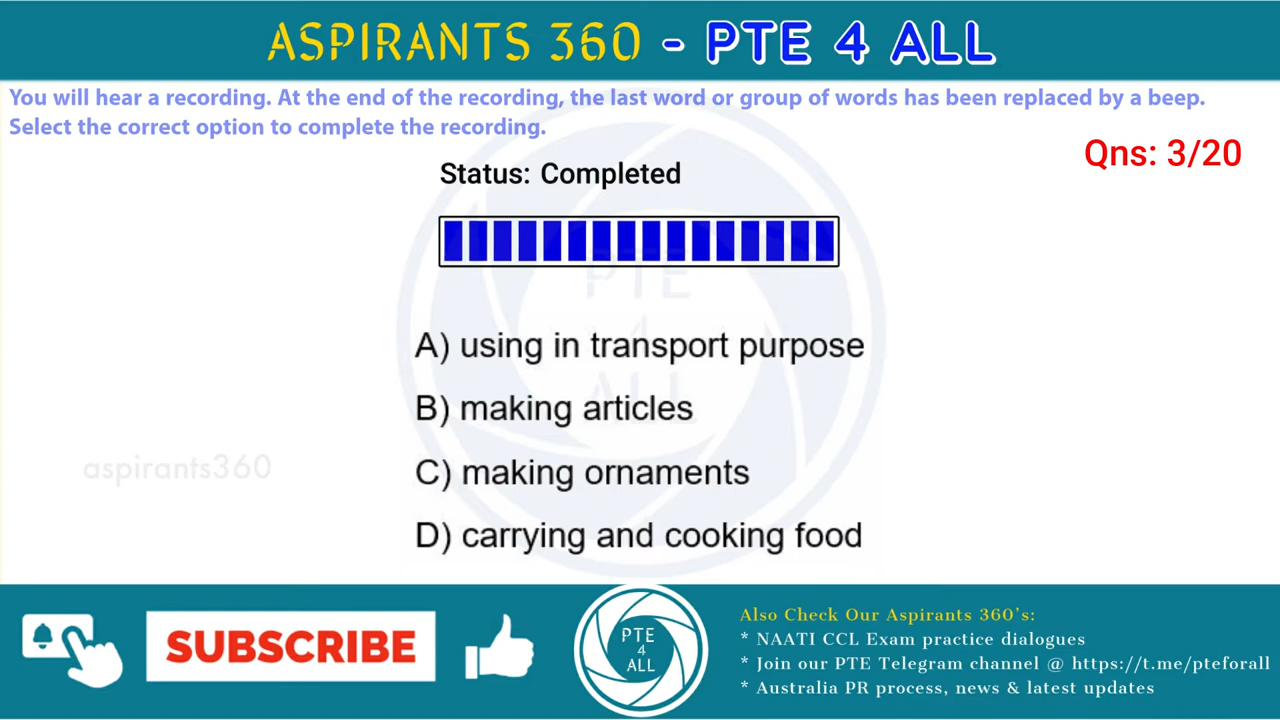 ASPIRANTS 360 - PTE 4 ALL
You will hear a recording. At the end of the recording, the last word or group of words has been replaced by a beep.
Select the correct option to complete the recording.
Qns: 3/20
Status: Completed
PTE
4
ALL
A) using in transport purpose
B) making articles
C) making ornaments
D) carrying and cooking food
aspirants360
SUBSCRIBE
PTE
4
ALL
Also Check Our Aspirants 360's:
* NAATI CCL Exam practice dialogues
* Join our PTE Telegram channel @ https://t.me/pteforall
* Australia PR process, news & latest updates